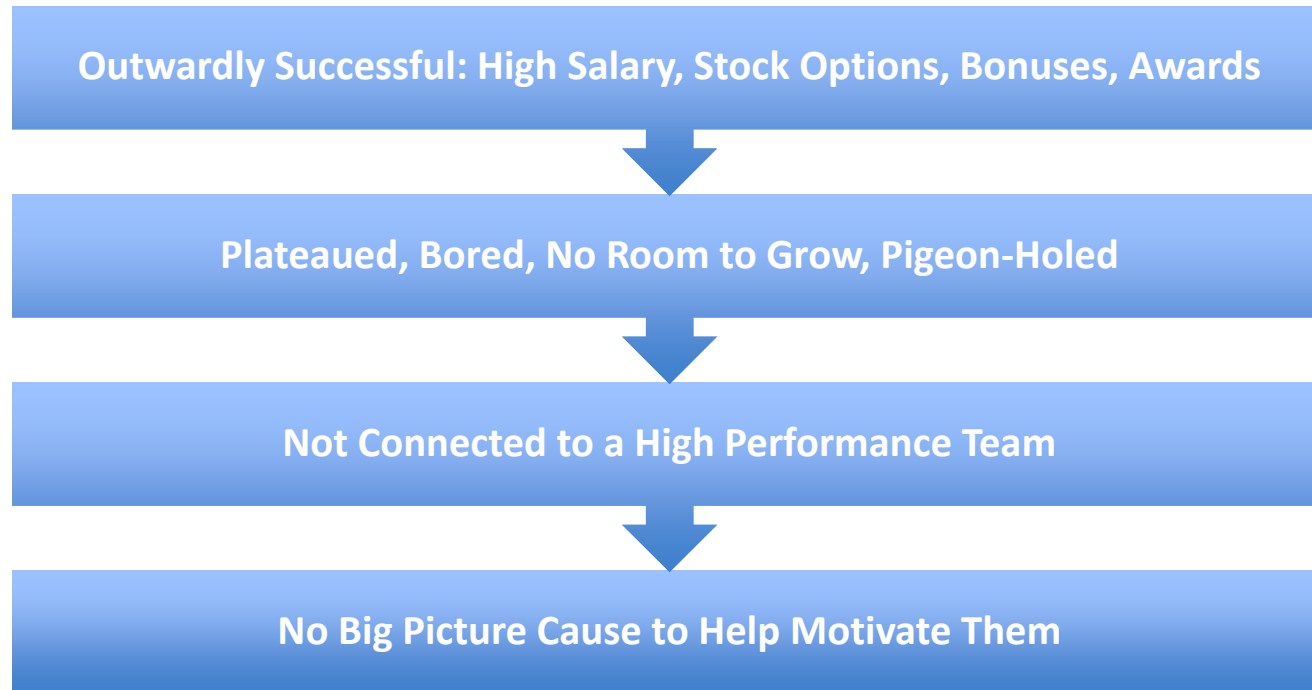 Outwardly Successful: High Salary, Stock Options, Bonuses, Awards
Plateaued, Bored, No Room to Grow, Pigeon-Holed
Not Connected to a High Performance Team
No Big Picture Cause to Help Motivate Them